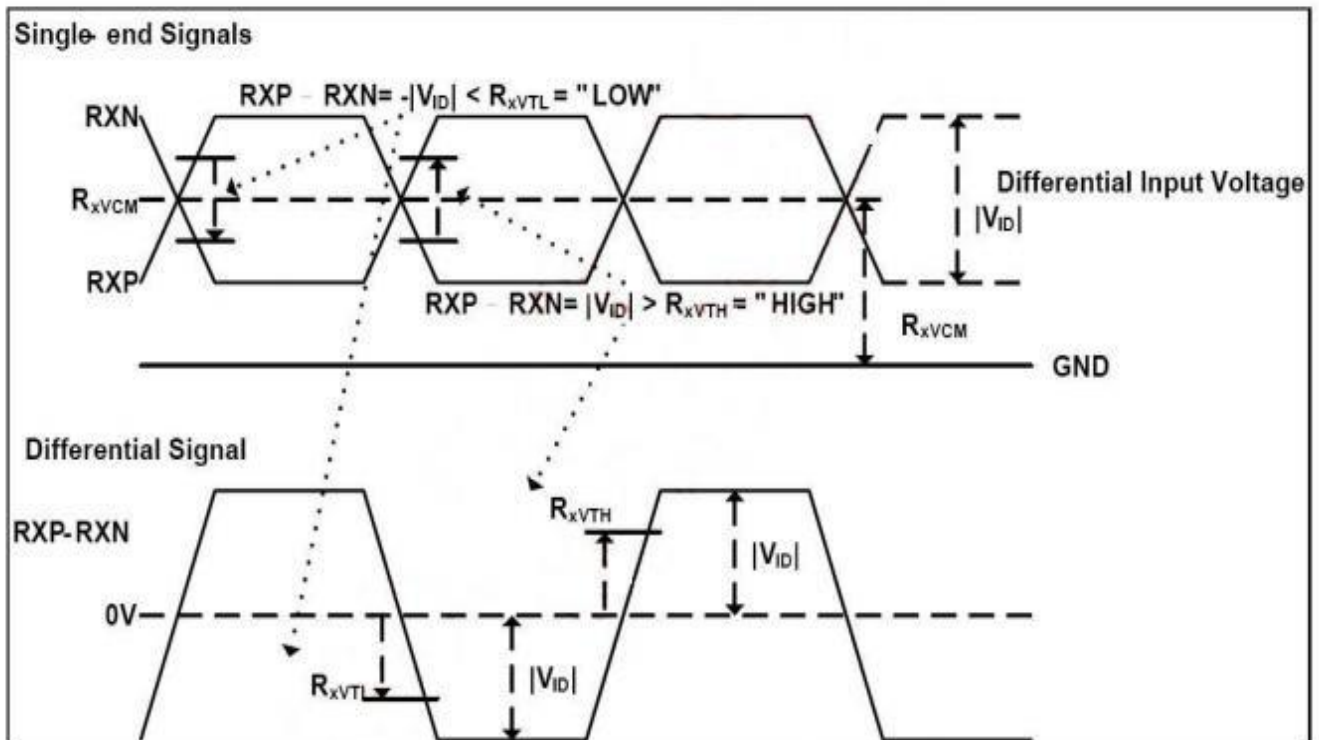 Single- end Signals
RXP - RXN= -|VID| < RxVTL = "LOW"
RXN
RxVCM
Differential Input Voltage
|VID|
RXP
RXP - RXN= |VID| > RxVTH = "HIGH"
RxVCM
GND
Differential Signal
RxVTH
RXP-RXN
|VID|
0V
RxVTL
|VID|